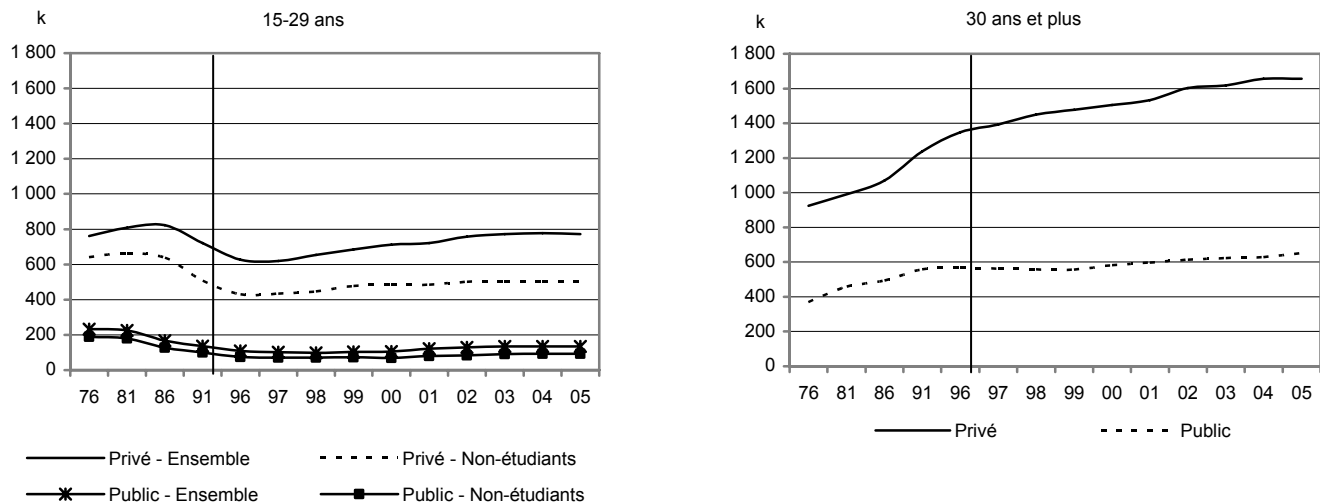 k
15-29 ans
1 800
1 600
1 400
1 200
1 000
800
600
400
200
0
76 81 86 91 96 97 98 99 00 01 02 03 04 05
Privé - Ensemble
Privé - Non-étudiants
Public - Ensemble
Public - Non-étudiants
k
30 ans et plus
1 800
1 600
1 400
1 200
1 000
800
600
400
200
0
76 81 86 91 96 97 98 99 00 01 02 03 04 05
Privé
Public